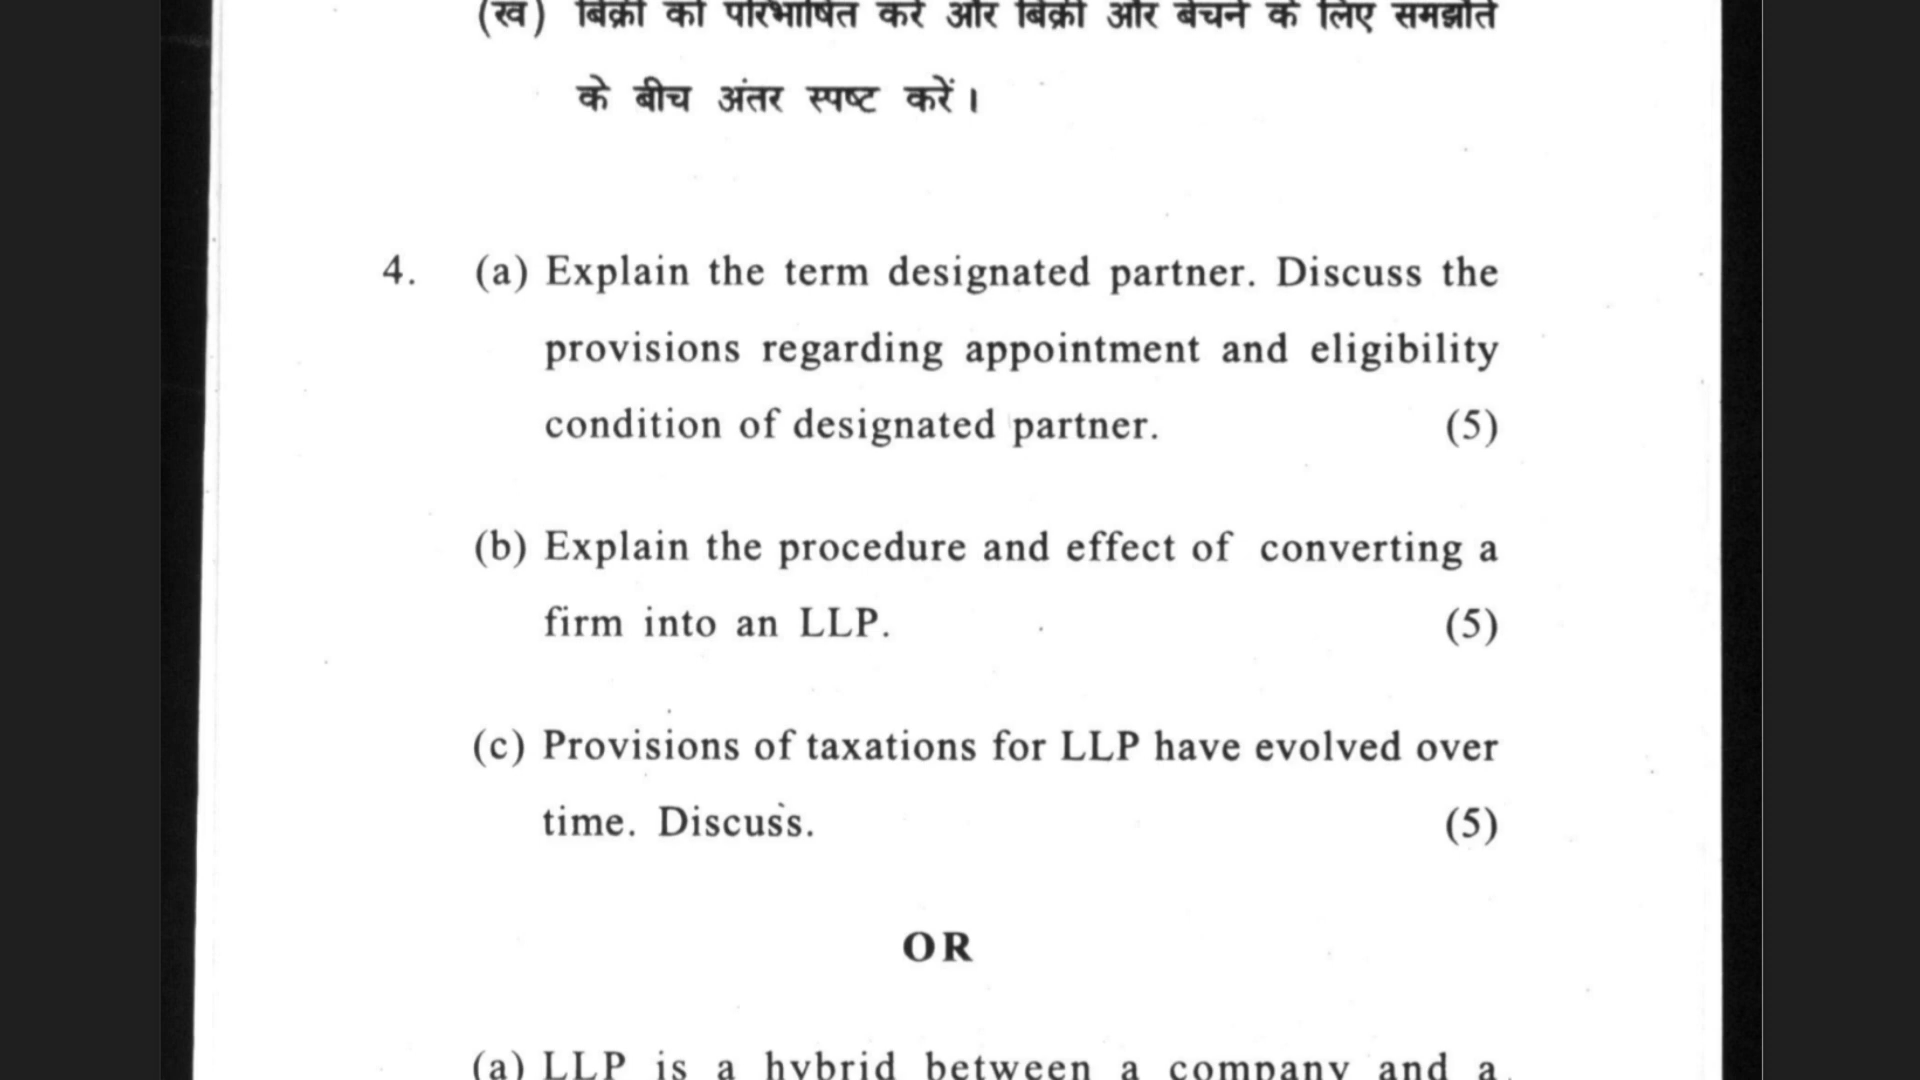 (ख) बिक्री को परिभाषित करें और बिक्री और बेचने के लिए समझौते
के बीच अंतर स्पष्ट करें।
4. (a) Explain the term designated partner. Discuss the
provisions regarding appointment and eligibility
condition of designated partner. (5)
(b) Explain the procedure and effect of converting a
firm into an LLP. (5)
(c) Provisions of taxations for LLP have evolved over
time. Discuss. (5)
OR
(a) LLP is a hybrid between a company and a